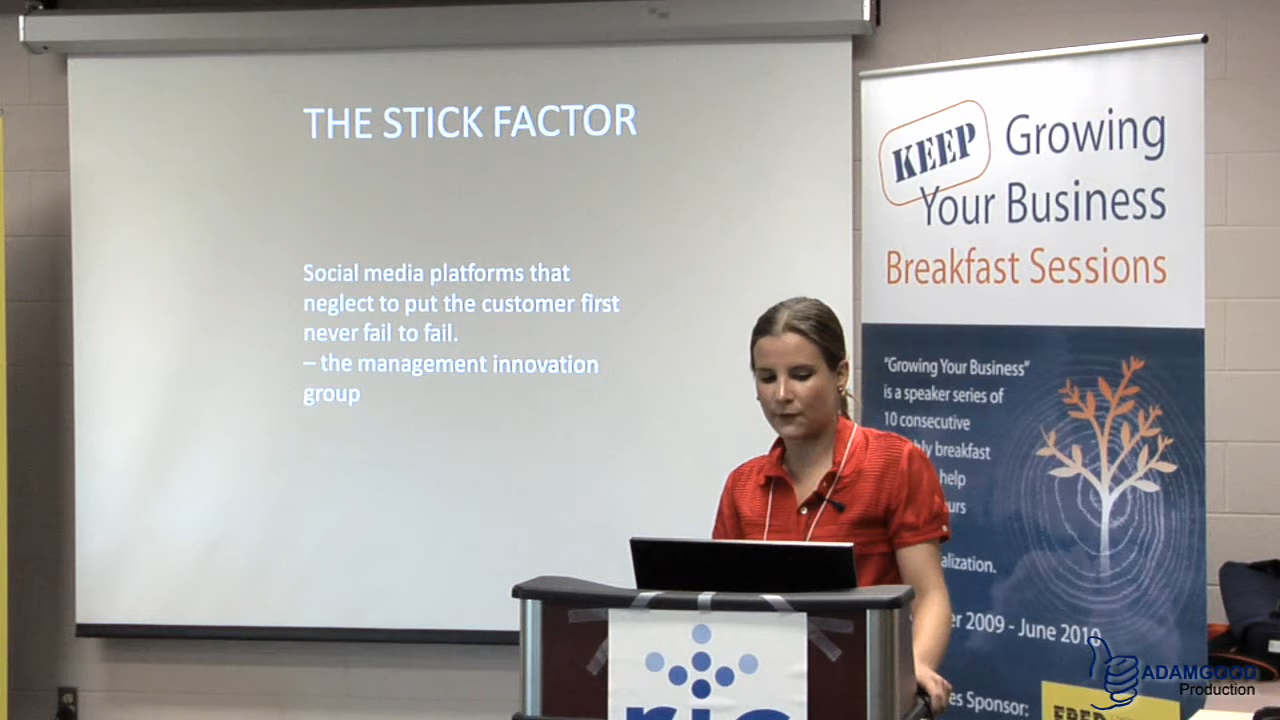 THE STICK FACTOR
Social media platforms that
neglect to put the customer first
never fail to fail.
– the management innovation
group
KEEP Growing
Your Business
Breakfast Sessions
"Growing Your Business"
is a speaker series of
10 consecutive
breakfast
help
2009 - June 2010
Sponsor:
ric
ADAMGOOD
Production